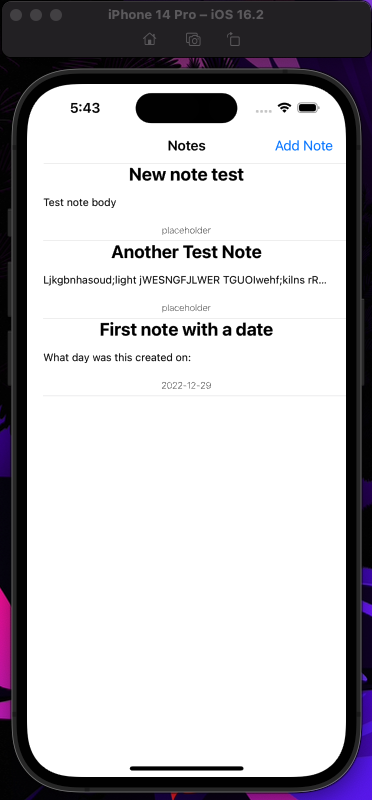 iPhone 14 Pro – iOS 16.2
5:43
Notes
Add Note
New note test
Test note body
placeholder
Another Test Note
Ljkgbnhasoud;light jWESNGFJLWER TGUOIwehf;kilns rR...
placeholder
First note with a date
What day was this created on:
2022-12-29